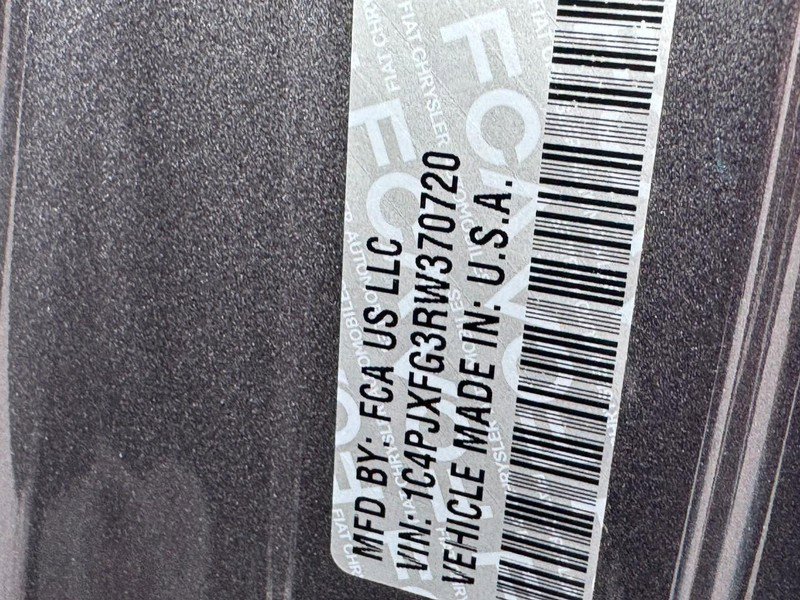 MFD BY: FCA US LLC
VIN: 1C4PJXFG3RW370720
VEHICLE MADE IN: U.S.A.